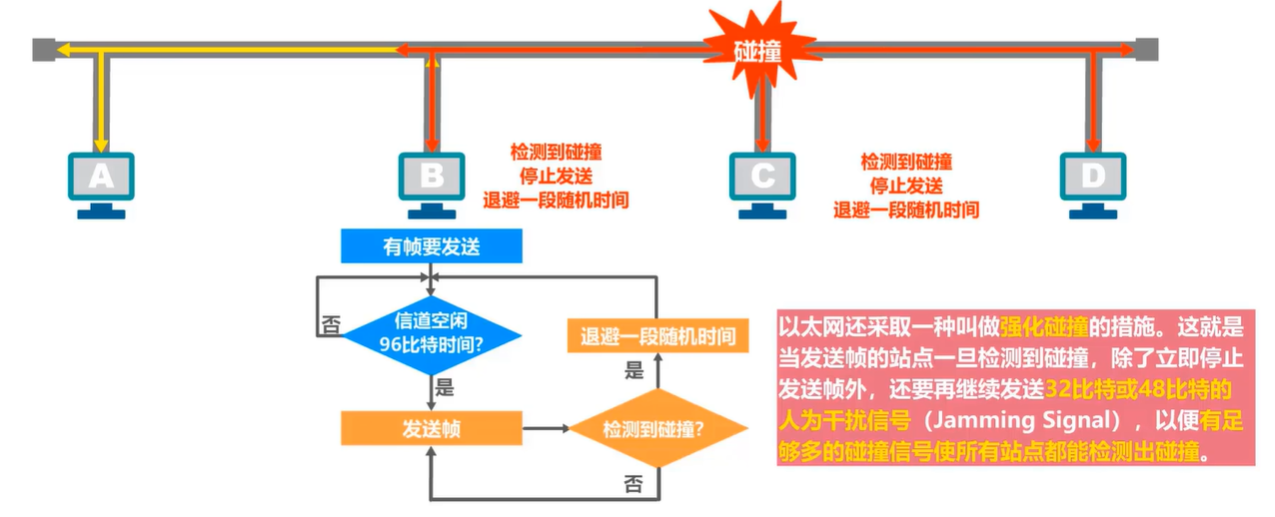 碰撞
A
B
C
D
检测到碰撞
停止发送
退避一段随机时间
检测到碰撞
停止发送
退避一段随机时间
有帧要发送
否
信道空闲
96比特时间?
是
发送帧
退避一段随机时间
是
检测到碰撞?
否
以太网还采取一种叫做强化碰撞的措施。这就是
当发送帧的站点一旦检测到碰撞，除了立即停止
发送帧外，还要再继续发送32比特或48比特的
人为干扰信号（Jamming Signal），以便有足
够多的碰撞信号使所有站点都能检测出碰撞。